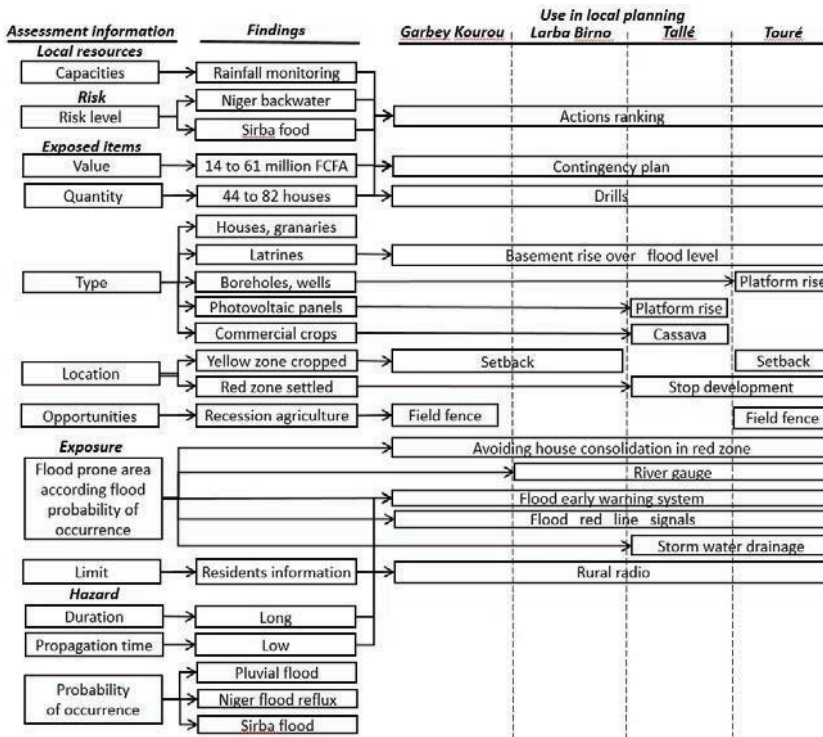 Use in local planning
Assessment information Findings Garbey Kourou Larba Birno Tallé Touré
Local resources
Capacities Rainfall monitoring
Risk
Niger backwater
Risk level
Sirba food
Actions ranking
Exposed items
Value 14 to 61 million FCFA Contingency plan
Quantity 44 to 82 houses Drills
Houses, granaries
Latrines Basement rise over flood level
Type
Boreholes, wells Platform rise
Photovoltaic panels Platform rise
Commercial crops Cassava
Yellow zone cropped Setback Setback
Location
Red zone settled Stop development
Opportunities Recession agriculture Field fence Field fence
Exposure
Avoiding house consolidation in red zone
Flood prone area
according flood
probability of
occurrence
River gauge
Flood early warning system
Flood red line signals
Storm water drainage
Limit Residents information Rural radio
Hazard
Duration Long
Propagation time Low
Probability
of occurrence
Pluvial flood
Niger flood reflux
Sirba flood